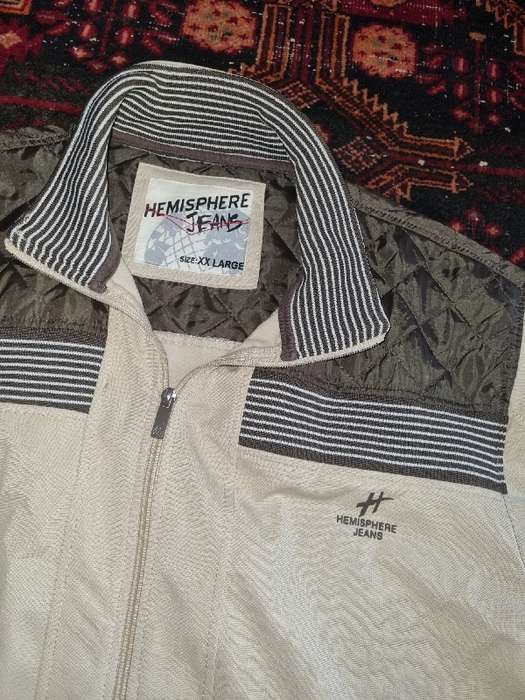 HEMISPHERE
JEANS
SIZE: XX LARGE
H
HEMISPHERE
JEANS